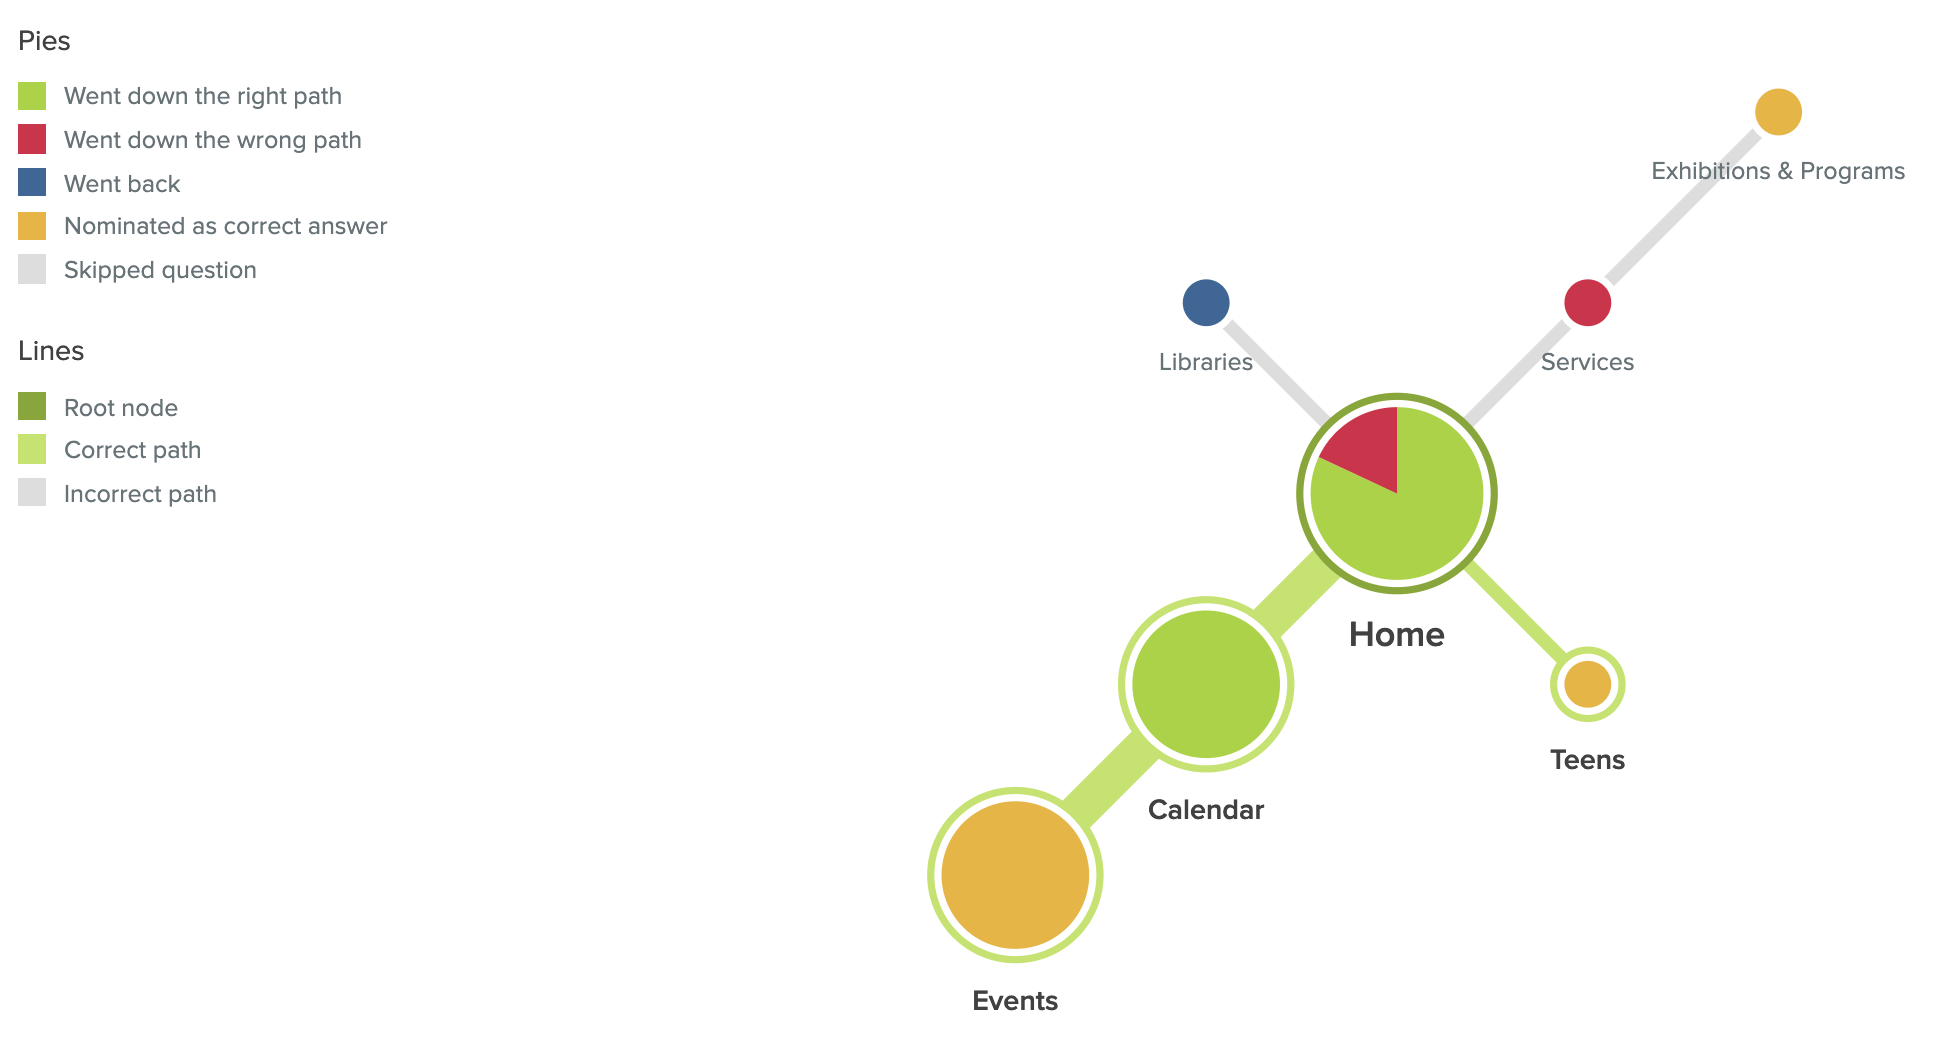 Pies
Went down the right path
Went down the wrong path
Went back
Nominated as correct answer
Skipped question
Lines
Root node
Correct path
Incorrect path
Exhibitions & Programs
Libraries
Services
Home
Teens
Calendar
Events